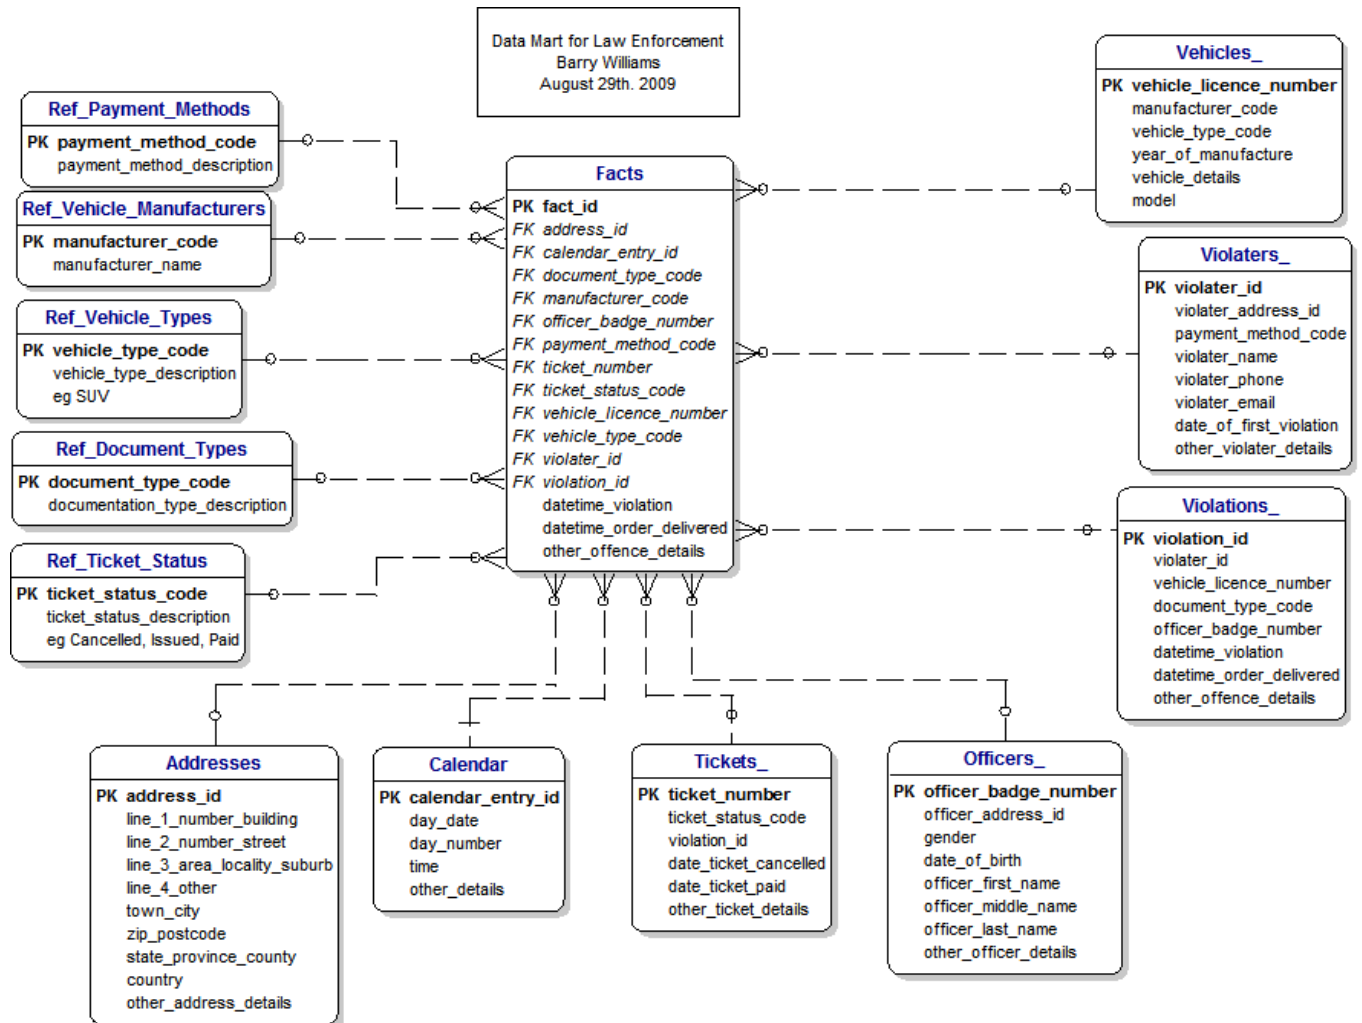 Data Mart for Law Enforcement
Barry Williams
August 29th. 2009
Ref_Payment_Methods
PK payment_method_code
payment_method_description
Ref_Vehicle_Manufacturers
PK manufacturer_code
manufacturer_name
Ref_Vehicle_Types
PK vehicle_type_code
vehicle_type_description
eg SUV
Ref_Document_Types
PK document_type_code
documentation_type_description
Ref_Ticket_Status
PK ticket_status_code
ticket_status_description
eg Cancelled, Issued, Paid
Facts
PK fact_id
FK address_id
FK calendar_entry_id
FK document_type_code
FK manufacturer_code
FK officer_badge_number
FK payment_method_code
FK ticket_number
FK ticket_status_code
FK vehicle_licence_number
FK vehicle_type_code
FK violater_id
FK violation_id
datetime_violation
datetime_order_delivered
other_offence_details
Vehicles_
PK vehicle_licence_number
manufacturer_code
vehicle_type_code
year_of_manufacture
vehicle_details
model
Violaters_
PK violater_id
violater_address_id
payment_method_code
violater_name
violater_phone
violater_email
date_of_first_violation
other_violater_details
Violations_
PK violation_id
violater_id
vehicle_licence_number
document_type_code
officer_badge_number
datetime_violation
datetime_order_delivered
other_offence_details
Addresses
PK address_id
line_1_number_building
line_2_number_street
line_3_area_locality_suburb
line_4_other
town_city
zip_postcode
state_province_county
country
other_address_details
Calendar
PK calendar_entry_id
day_date
day_number
time
other_details
Tickets_
PK ticket_number
ticket_status_code
violation_id
date_ticket_cancelled
date_ticket_paid
other_ticket_details
Officers_
PK officer_badge_number
officer_address_id
gender
date_of_birth
officer_first_name
officer_middle_name
officer_last_name
other_officer_details